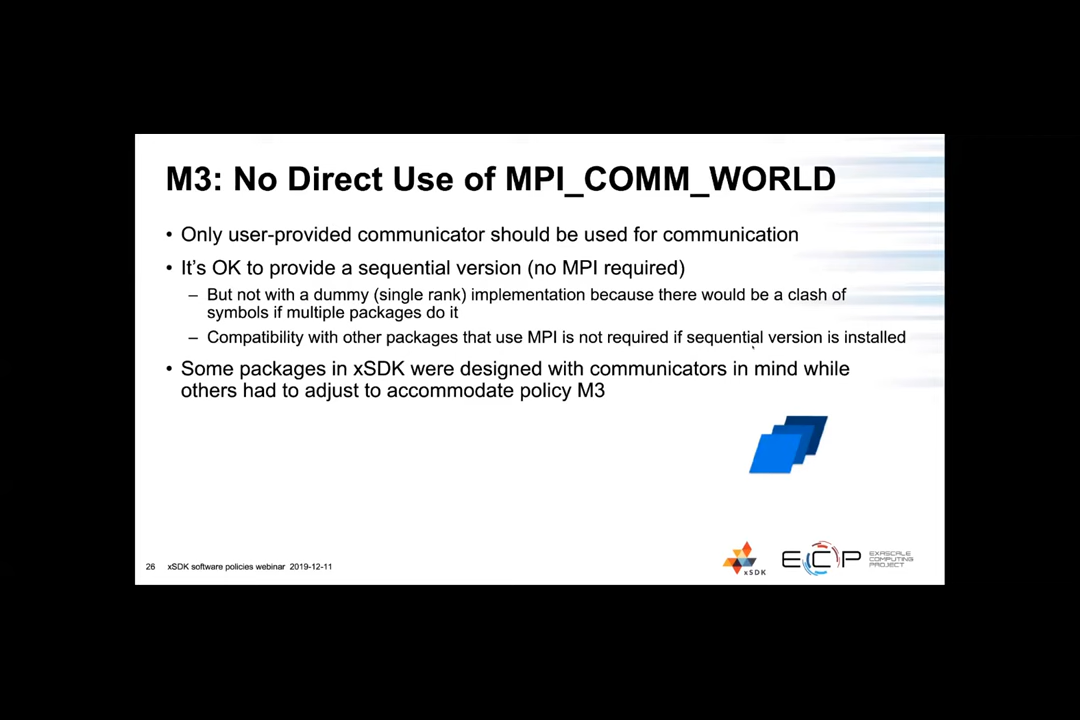 M3: No Direct Use of MPI_COMM_WORLD
• Only user-provided communicator should be used for communication
• It's OK to provide a sequential version (no MPI required)
– But not with a dummy (single rank) implementation because there would be a clash of
symbols if multiple packages do it
– Compatibility with other packages that use MPI is not required if sequential version is installed
• Some packages in xSDK were designed with communicators in mind while
others had to adjust to accommodate policy M3
26 xSDK software policies webinar 2019-12-11
xSDK
ECP
EXASCALE
COMPUTING
PROJECT